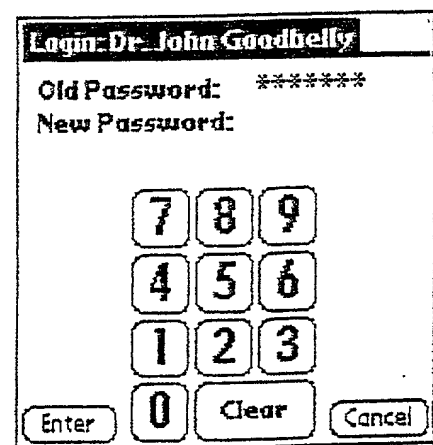 Login: Dr. John Goodbelly
Old Password: *******
New Password:
7 8 9
4 5 6
1 2 3
Enter 0 Clear Cancel